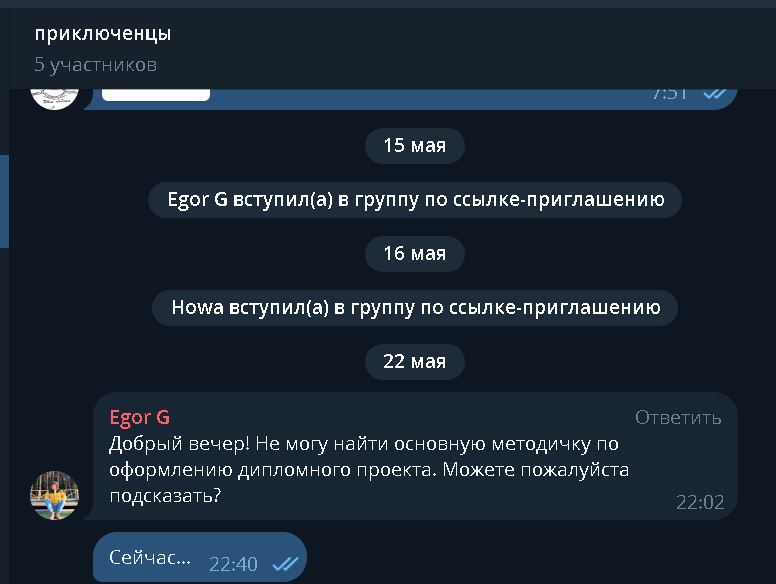 приключенцы
5 участников
7:51
15 мая
Egor G вступил(а) в группу по ссылке-приглашению
16 мая
Howa вступил(а) в группу по ссылке-приглашению
22 мая
Egor G Ответить
Добрый вечер! Не могу найти основную методичку по
оформлению дипломного проекта. Можете пожалуйста
подсказать?
22:02
Сейчас... 22:40